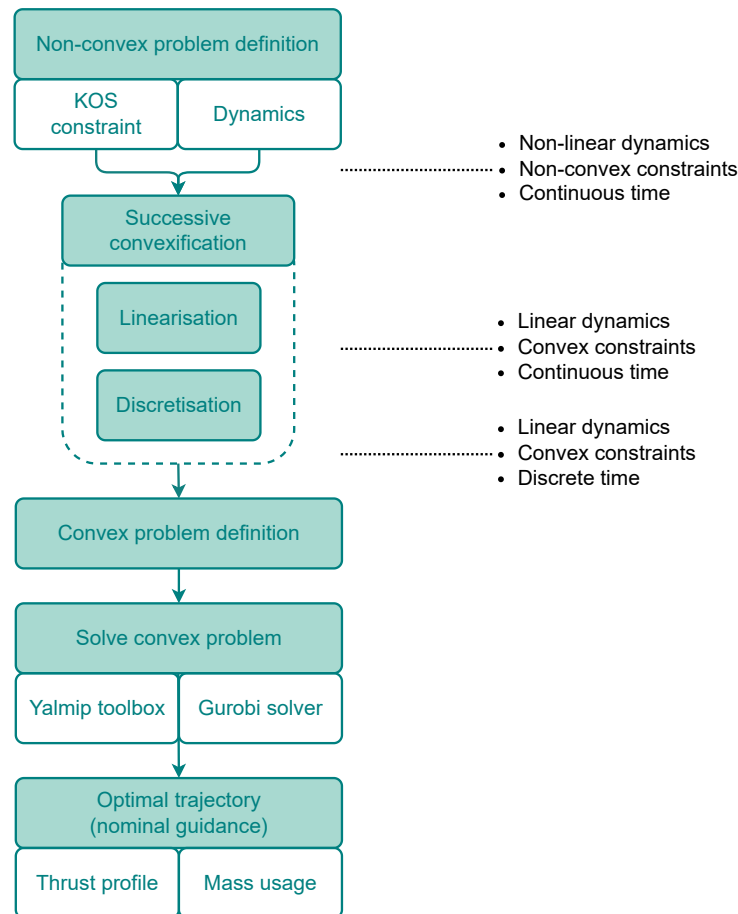 Non-convex problem definition
KOS
constraint
Dynamics
• Non-linear dynamics
• Non-convex constraints
• Continuous time
Successive
convexification
Linearisation
• Linear dynamics
• Convex constraints
• Continuous time
Discretisation
• Linear dynamics
• Convex constraints
• Discrete time
Convex problem definition
Solve convex problem
Yalmip toolbox
Gurobi solver
Optimal trajectory
(nominal guidance)
Thrust profile
Mass usage